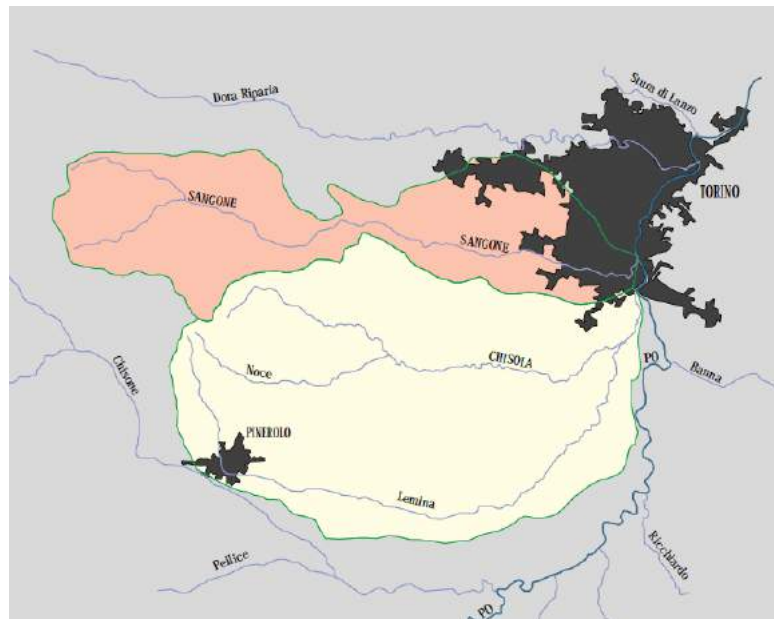 Stura di Lanzo
Dora Riparia
TORINO
SANGONE
SANGONE
CHISOLA
PO
Banna
Chisone
Noce
PINEROLO
Lemina
Ricchiardo
Pellice
PO